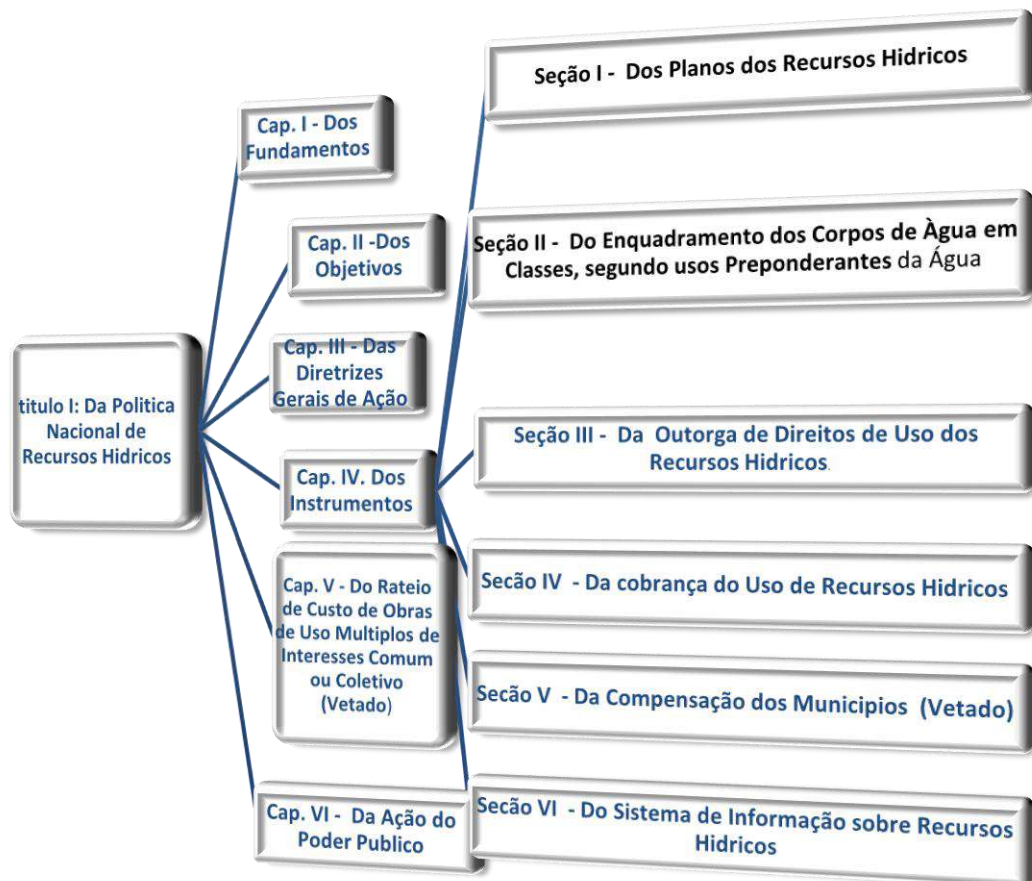 titulo I: Da Politica
Nacional de
Recursos Hidricos
Cap. I - Dos
Fundamentos
Cap. II -Dos
Objetivos
Cap. III - Das
Diretrizes
Gerais de Ação
Cap. IV. Dos
Instrumentos
Cap. V - Do Rateio
de Custo de Obras
de Uso Multiplos de
Interesses Comum
ou Coletivo
(Vetado)
Cap. VI - Da Ação do
Poder Publico
Seção I - Dos Planos dos Recursos Hidricos
Seção II - Do Enquadramento dos Corpos de Àgua em
Classes, segundo usos Preponderantes da Água
Seção III - Da Outorga de Direitos de Uso dos
Recursos Hidricos.
Secão IV - Da cobrança do Uso de Recursos Hidricos
Secão V - Da Compensação dos Municipios (Vetado)
Secão VI - Do Sistema de Informação sobre Recursos
Hidricos